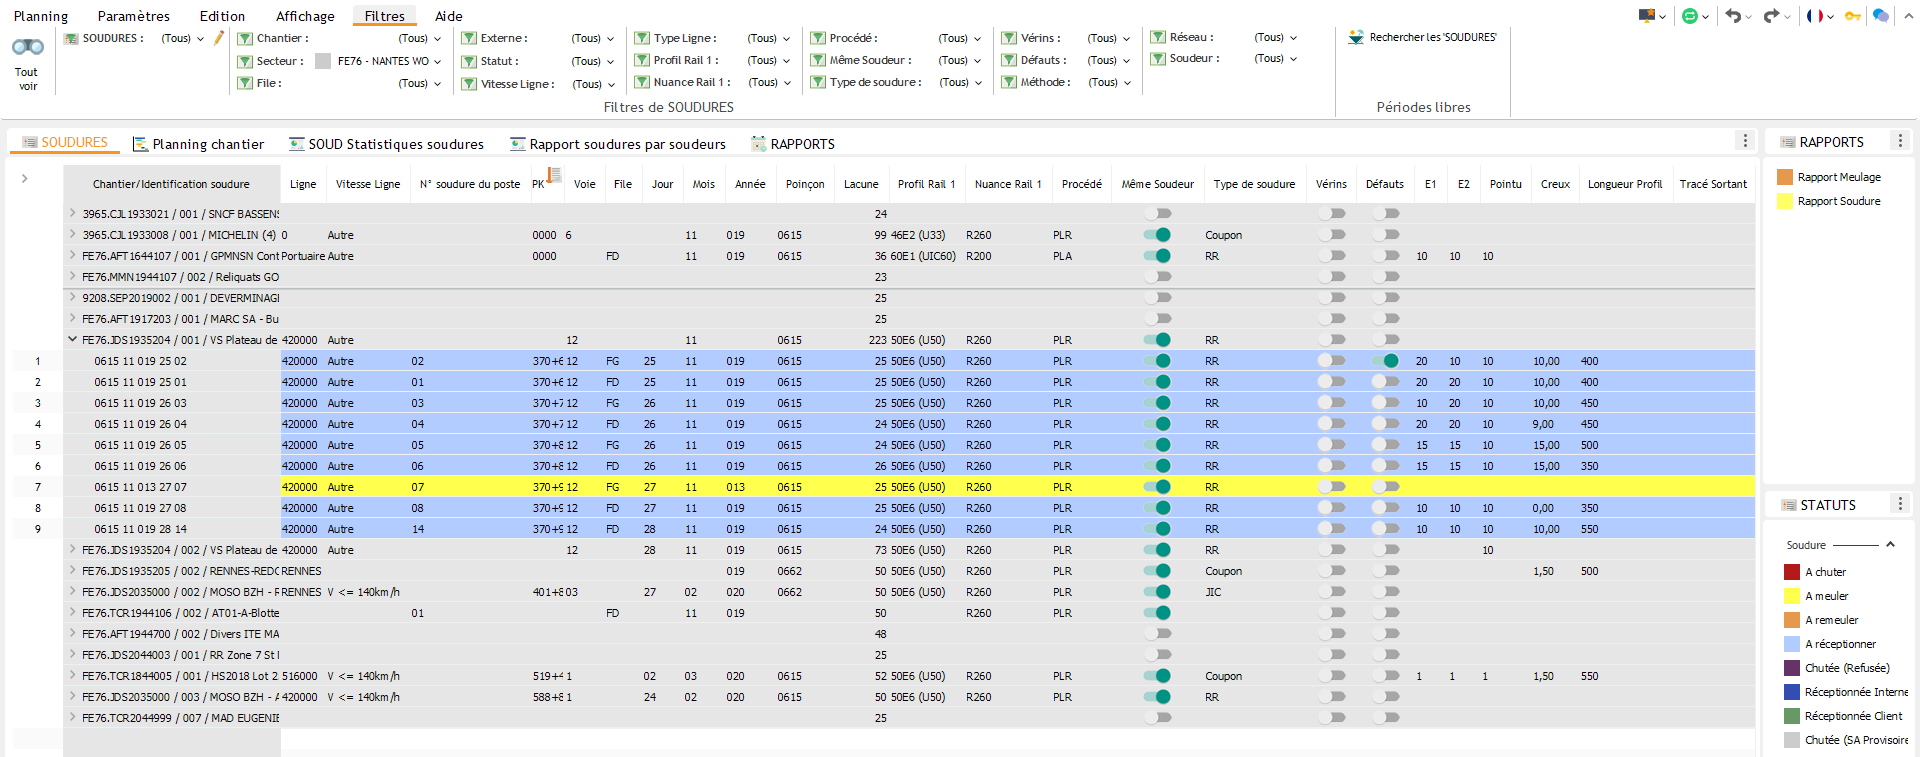 Planning Paramètres Edition Affichage Filtres Aide
Tout voir
SOUDURES : (Tous)
Chantier : (Tous)
Secteur : FE76 - NANTES WO
File : (Tous)
Externe : (Tous)
Statut : (Tous)
Vitesse Ligne : (Tous)
Type Ligne : (Tous)
Profil Rail 1 : (Tous)
Nuance Rail 1 : (Tous)
Procédé : (Tous)
Même Soudeur : (Tous)
Type de soudure : (Tous)
Vérins : (Tous)
Défauts : (Tous)
Méthode : (Tous)
Réseau : (Tous)
Soudeur : (Tous)
Rechercher les 'SOUDURES'
Filtres de SOUDURES
Périodes libres
SOUDURES Planning chantier SOUD Statistiques soudures Rapport soudures par soudeurs RAPPORTS
Chantier/Identification soudure Ligne Vitesse Ligne N° soudure du poste PK Voie File Jour Mois Année Poinçon Lacune Profil Rail 1 Nuance Rail 1 Procédé Même Soudeur Type de soudure Vérins Défauts E1 E2 Pointu Creux Longueur Profil Tracé Sortant
3965.CJL1933021 / 001 / SNCF BASSENS 24
3965.CJL1933008 / 001 / MICHELIN (4) 0 Autre 0000 6 11 019 0615 99 46E2 (U33) R260 PLR Coupon
FE76.AFT1644107 / 001 / GPMNSN Cont Portuaire Autre 0000 FD 11 019 0615 36 60E1 (UIC60) R200 PLA RR 10 10 10
FE76.MMN1944107 / 002 / Reliquats GO 23
9208.SEP2019002 / 001 / DEVERMINAG 25
FE76.AFT1917203 / 001 / MARC SA - Bu 25
FE76.JDS1935204 / 001 / VS Plateau de 420000 Autre 12 11 0615 223 50E6 (U50) R260 PLR RR
1 0615 11 019 25 02 420000 Autre 02 370+6 12 FG 25 11 019 0615 25 50E6 (U50) R260 PLR RR 20 10 10 10,00 400
2 0615 11 019 25 01 420000 Autre 01 370+6 12 FD 25 11 019 0615 25 50E6 (U50) R260 PLR RR 20 20 10 10,00 400
3 0615 11 019 26 03 420000 Autre 03 370+7 12 FG 26 11 019 0615 25 50E6 (U50) R260 PLR RR 10 20 10 10,00 450
4 0615 11 019 26 04 420000 Autre 04 370+7 12 FD 26 11 019 0615 24 50E6 (U50) R260 PLR RR 20 20 10 9,00 450
5 0615 11 019 26 05 420000 Autre 05 370+8 12 FG 26 11 019 0615 24 50E6 (U50) R260 PLR RR 15 15 10 15,00 500
6 0615 11 019 26 06 420000 Autre 06 370+8 12 FD 26 11 019 0615 26 50E6 (U50) R260 PLR RR 15 15 10 15,00 350
7 0615 11 013 27 07 420000 Autre 07 370+9 12 FG 27 11 013 0615 25 50E6 (U50) R260 PLR RR
8 0615 11 019 27 08 420000 Autre 08 370+9 12 FD 27 11 019 0615 25 50E6 (U50) R260 PLR RR 10 10 10 0,00 350
9 0615 11 019 28 14 420000 Autre 14 370+9 12 FD 28 11 019 0615 24 50E6 (U50) R260 PLR RR 10 10 10 10,00 550
FE76.JDS1935204 / 002 / VS Plateau de 420000 Autre 12 28 11 019 0615 73 50E6 (U50) R260 PLR RR 10
FE76.JDS1935205 / 002 / RENNES-REDO RENNES 019 0662 50 50E6 (U50) R260 PLR Coupon 1,50 500
FE76.JDS2035000 / 002 / MOSO BZH - R RENNES V <= 140km/h 401+8 03 27 02 020 0662 50 50E6 (U50) R260 PLR JIC
FE76.TCR1944106 / 002 / AT01-A-Blotte 01 FD 11 019 50 R260 PLR
FE76.AFT1944700 / 002 / Divers ITE MA 48
FE76.JDS2044003 / 001 / RR Zone 7 St 25
FE76.TCR1844005 / 001 / HS2018 Lot 2 516000 V <= 140km/h 519+4 1 02 03 020 0615 52 50E6 (U50) R260 PLR Coupon 1 1 1 1,50 550
FE76.JDS2035000 / 003 / MOSO BZH - A 420000 V <= 140km/h 588+8 1 24 02 020 0615 50 50E6 (U50) R260 PLR RR
FE76.TCR2044999 / 007 / MAD EUGENIE 25
RAPPORTS
Rapport Meulage
Rapport Soudure
STATUTS
Soudure
A chuter
A meuler
A remeuler
A réceptionner
Chutée (Refusée)
Réceptionnée Interne
Réceptionnée Client
Chutée (SA Provisoire